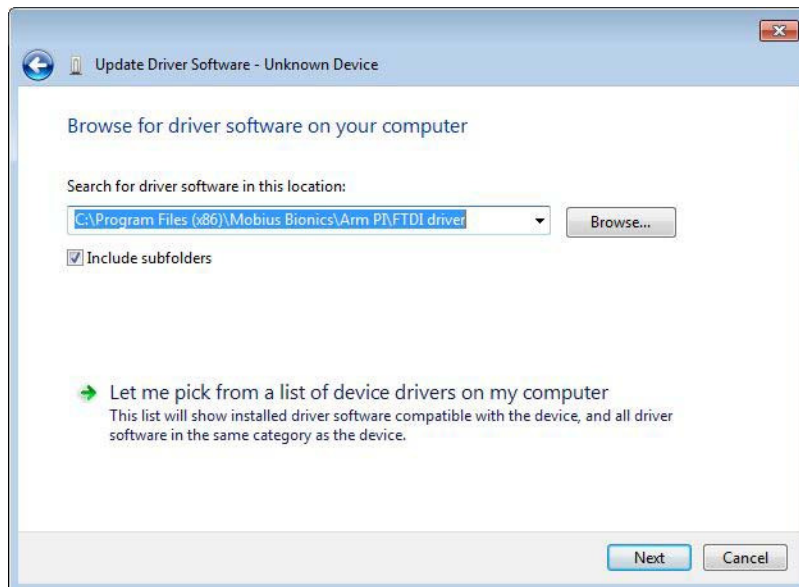 Update Driver Software - Unknown Device
Browse for driver software on your computer
Search for driver software in this location:
C:\Program Files (x86)\Mobius Bionics\Arm PI\FTDI driver
Browse...
Include subfolders
Let me pick from a list of device drivers on my computer
This list will show installed driver software compatible with the device, and all driver
software in the same category as the device.
Next
Cancel